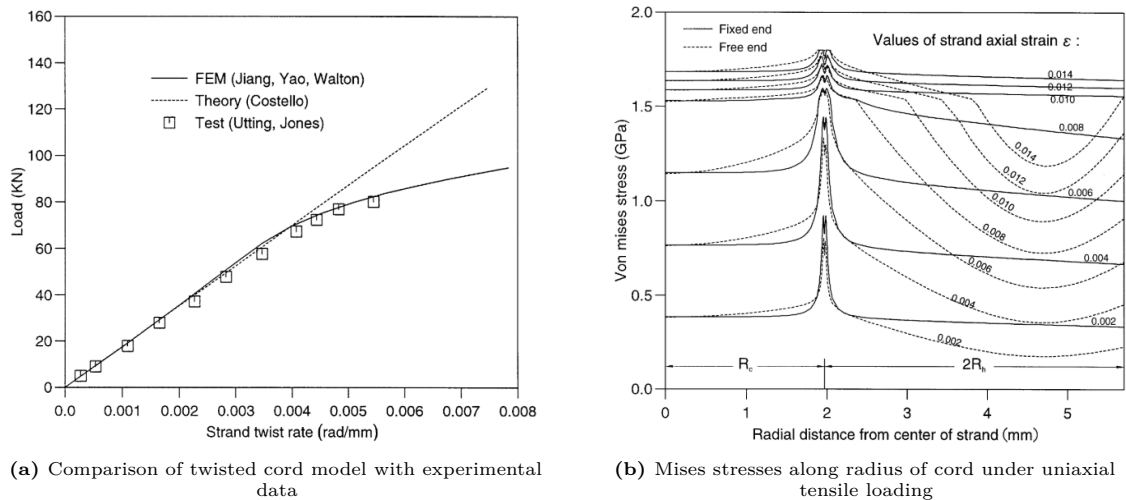 160
140
120
100
80
60
40
20
0
Load (KN)
FEM (Jiang, Yao, Walton)
Theory (Costello)
Test (Utting, Jones)
0.0 0.001 0.002 0.003 0.004 0.005 0.006 0.007 0.008
Strand twist rate (rad/mm)
(a) Comparison of twisted cord model with experimental
data
2.0
1.5
1.0
0.5
0.0
Von mises stress (GPa)
Fixed end
Free end
Values of strand axial strain ε :
0.014
0.012
0.010
0.008
0.006
0.004
0.002
0.014
0.012
0.010
0.008
0.006
0.004
0.002
R_c
2R_h
0 1 2 3 4 5
Radial distance from center of strand (mm)
(b) Mises stresses along radius of cord under uniaxial
tensile loading